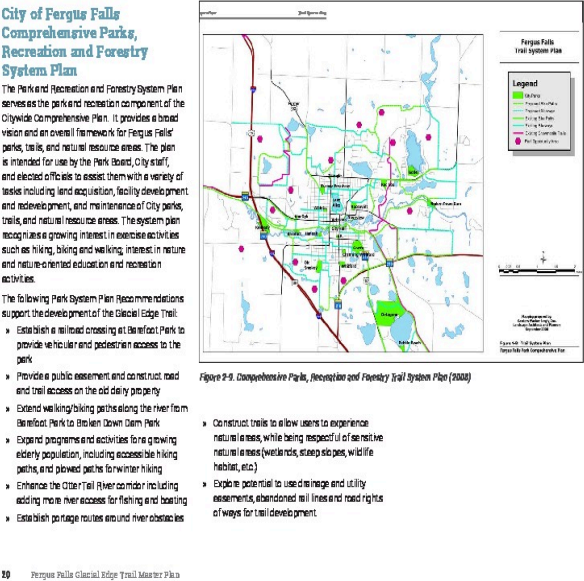 City of Fergus Falls
Comprehensive Parks,
Recreation and Forestry
System Plan
The Park and Recreation and Forestry System Plan
serves as the park and recreation component of the
Citywide Comprehensive Plan. It provides a broad
vision and an overall framework for Fergus Falls'
parks, trails, and natural resource areas. The plan
is intended for use by the Park Board, City staff,
and elected officials to assist them with a variety of
tasks including land acquisition, facility development
and redevelopment, and maintenance of City parks,
trails, and natural resource areas. The system plan
recognizes a growing interest in exercise activities
such as hiking, biking and walking; interest in nature
and nature-oriented education and recreation
activities.
The following Park System Plan Recommendations
support the development of the Glacial Edge Trail:
» Establish a railroad crossing at Barefoot Park to
provide vehicular and pedestrian access to the
park
» Provide a public easement and construct road
and trail access on the old dairy property
» Extend walking/biking paths along the river from
Barefoot Park to Broken Down Dam Park
» Expand programs and activities for a growing
elderly population, including accessible hiking
paths, and plowed paths for winter hiking
» Enhance the Otter Tail River corridor including
adding more river access for fishing and boating
» Establish portage routes around river obstacles
Fergus Falls
Trail System Plan
Legend
Figure 2-9. Comprehensive Parks, Recreation and Forestry Trail System Plan (2008)
» Construct trails to allow users to experience
natural areas, while being respectful of sensitive
natural areas (wetlands, steep slopes, wildlife
habitat, etc.)
» Explore potential to use drainage and utility
easements, abandoned rail lines and road rights
of ways for trail development.
20 Fergus Falls Glacial Edge Trail Master Plan